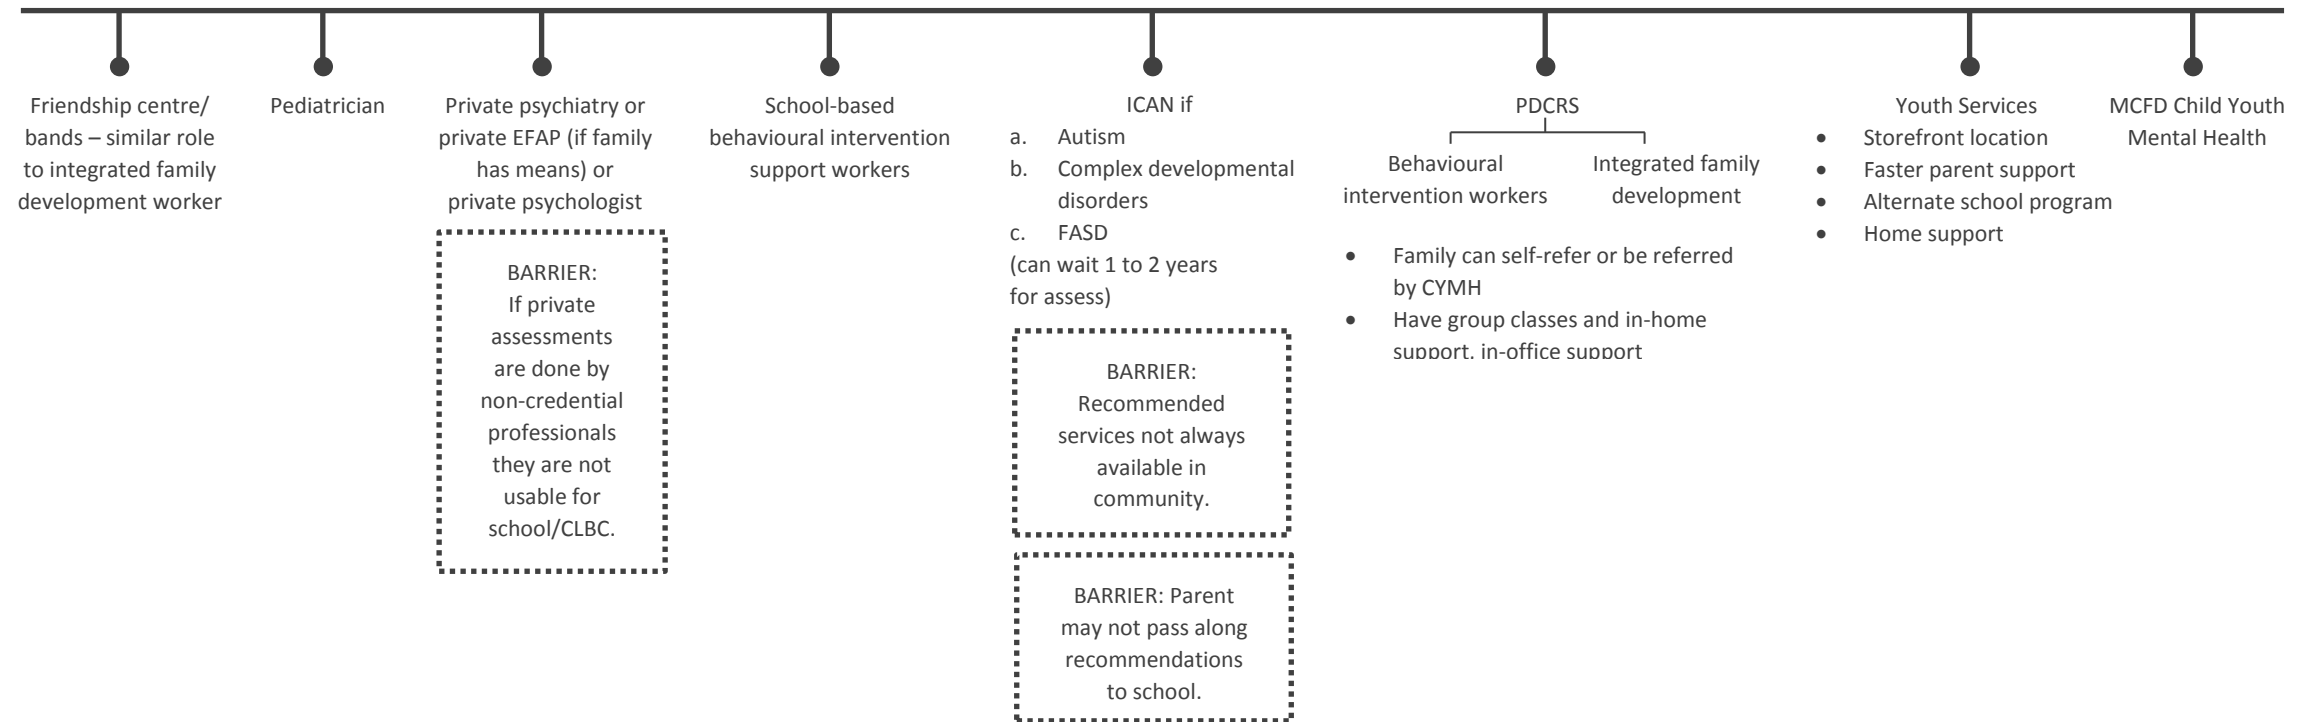 Friendship centre/
bands – similar role
to integrated family
development worker
Pediatrician
Private psychiatry or
private EFAP (if family
has means) or
private psychologist
BARRIER:
If private
assessments
are done by
non-credential
professionals
they are not
usable for
school/CLBC.
School-based
behavioural intervention
support workers
ICAN if
a. Autism
b. Complex developmental
disorders
c. FASD
(can wait 1 to 2 years
for assess)
BARRIER:
Recommended
services not always
available in
community.
BARRIER: Parent
may not pass along
recommendations
to school.
PDCRS
Behavioural
intervention workers
Integrated family
development
• Family can self-refer or be referred
by CYMH
• Have group classes and in-home
support, in-office support
Youth Services
• Storefront location
• Faster parent support
• Alternate school program
• Home support
MCFD Child Youth
Mental Health